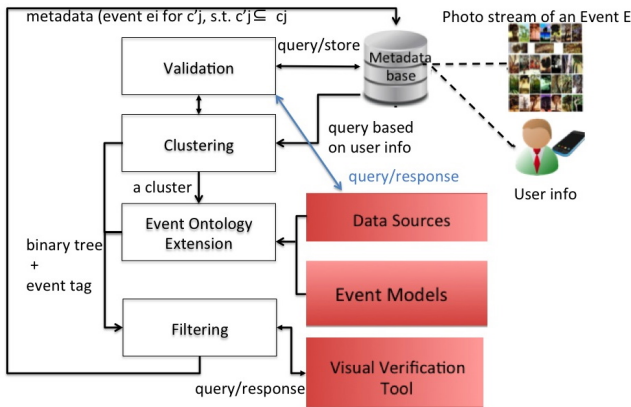 metadata (event ei for c'j, s.t. c'j⊆ cj
Photo stream of an Event E
query/store
Validation
Metadata
base
query based
on user info
Clustering
User info
query/response
a cluster
Event Ontology
Extension
Data Sources
binary tree
+
event tag
Event Models
Filtering
Visual Verification
Tool
query/response